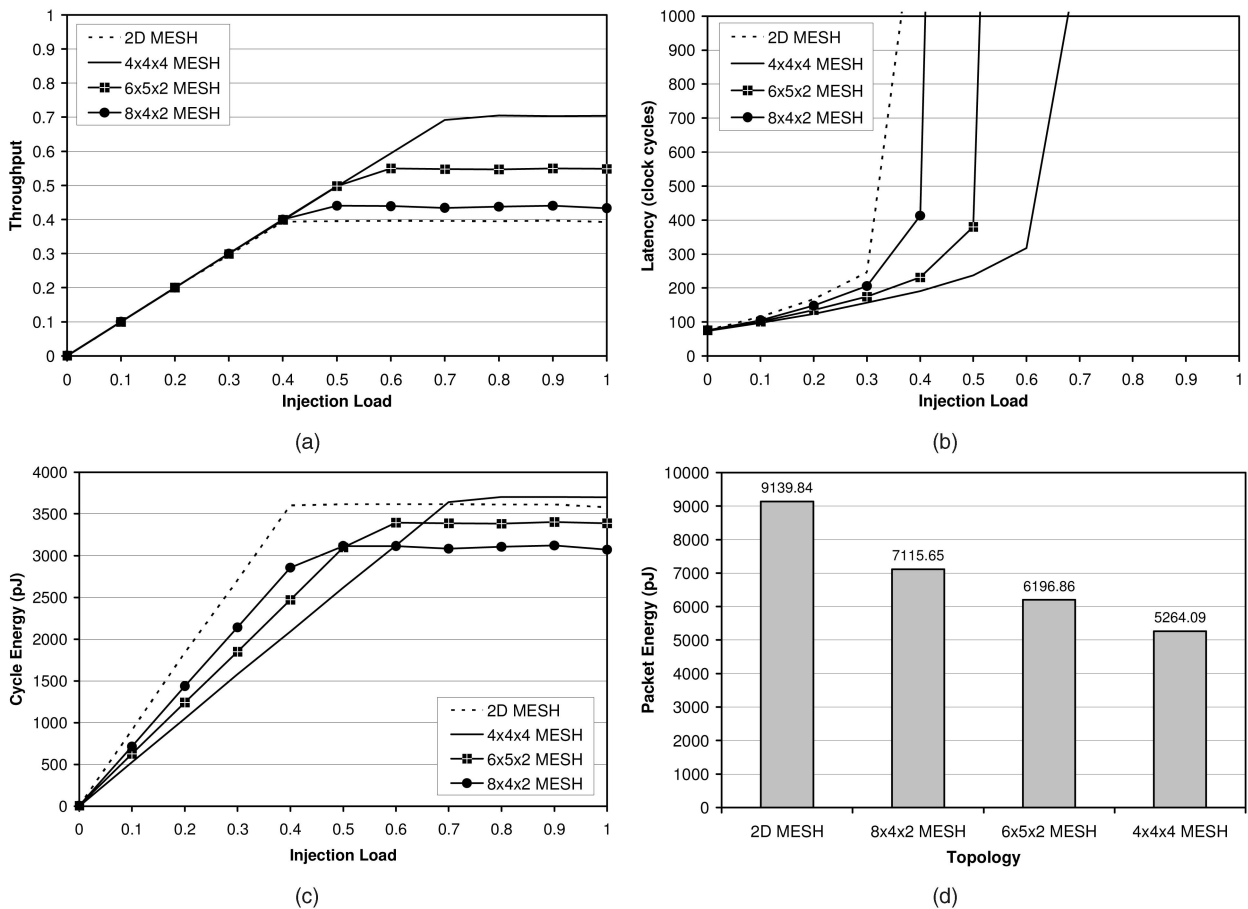 1
0.9
0.8
0.7
0.6
0.5
0.4
0.3
0.2
0.1
0
Throughput
2D MESH
4x4x4 MESH
6x5x2 MESH
8x4x2 MESH
0 0.1 0.2 0.3 0.4 0.5 0.6 0.7 0.8 0.9 1
Injection Load
(a)
1000
900
800
700
600
500
400
300
200
100
0
Latency (clock cycles)
2D MESH
4x4x4 MESH
6x5x2 MESH
8x4x2 MESH
0 0.1 0.2 0.3 0.4 0.5 0.6 0.7 0.8 0.9 1
Injection Load
(b)
4000
3500
3000
2500
2000
1500
1000
500
0
Cycle Energy (pJ)
2D MESH
4x4x4 MESH
6x5x2 MESH
8x4x2 MESH
0 0.1 0.2 0.3 0.4 0.5 0.6 0.7 0.8 0.9 1
Injection Load
(c)
10000
9000
8000
7000
6000
5000
4000
3000
2000
1000
0
Packet Energy (pJ)
9139.84
7115.65
6196.86
5264.09
2D MESH 8x4x2 MESH 6x5x2 MESH 4x4x4 MESH
Topology
(d)